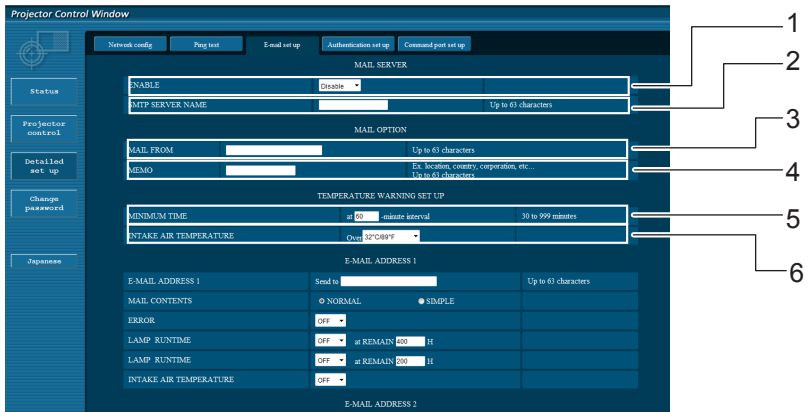 Projector Control Window
Network config Ping test E-mail set up Authentication set up Command port set up
MAIL SERVER
ENABLE Disable
SMTP SERVER NAME Up to 63 characters
MAIL OPTION
MAIL FROM Up to 63 characters
MEMO Ex. location, country, corporation, etc...
Up to 63 characters
TEMPERATURE WARNING SET UP
MINIMUM TIME at 60 -minute interval 30 to 999 minutes
INTAKE AIR TEMPERATURE Over 32°C/89°F
E-MAIL ADDRESS 1
E-MAIL ADDRESS 1 Send to Up to 63 characters
MAIL CONTENTS NORMAL SIMPLE
ERROR OFF
LAMP RUNTIME OFF at REMAIN 400 H
LAMP RUNTIME OFF at REMAIN 200 H
INTAKE AIR TEMPERATURE OFF
E-MAIL ADDRESS 2
Status
Projector
control
Detailed
set up
Change
password
Japanese
1
2
3
4
5
6